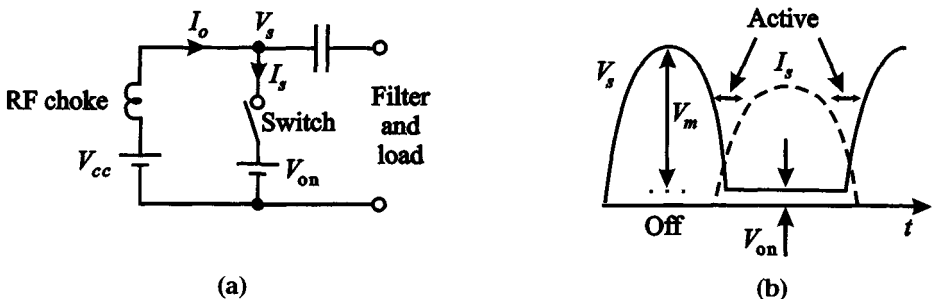 I_o
V_s
I_s
RF choke
Switch
Filter
and
load
V_cc
V_on
(a)
Active
V_s
I_s
V_m
Off
V_on
t
(b)